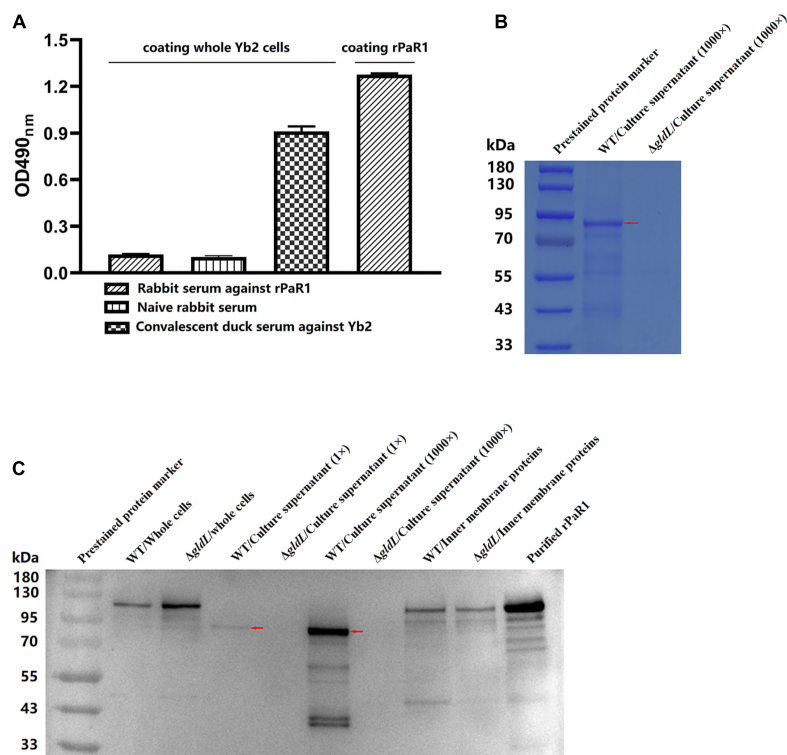 A
coating whole Yb2 cells
coating rPaR1
OD490nm
1.5
1.2
0.9
0.6
0.3
0.0
Rabbit serum against rPaR1
Naive rabbit serum
Convalescent duck serum against Yb2
B
Prestained protein marker
WT/Culture supernatant (1000×)
ΔgldL/Culture supernatant (1000×)
kDa
180
130
95
70
55
43
33
C
Prestained protein marker
WT/Whole cells
ΔgldL/whole cells
WT/Culture supernatant (1×)
ΔgldL/Culture supernatant (1×)
WT/Culture supernatant (1000×)
ΔgldL/Culture supernatant (1000×)
WT/Inner membrane proteins
ΔgldL/Inner membrane proteins
Purified rPaR1
kDa
180
130
95
70
55
43
33